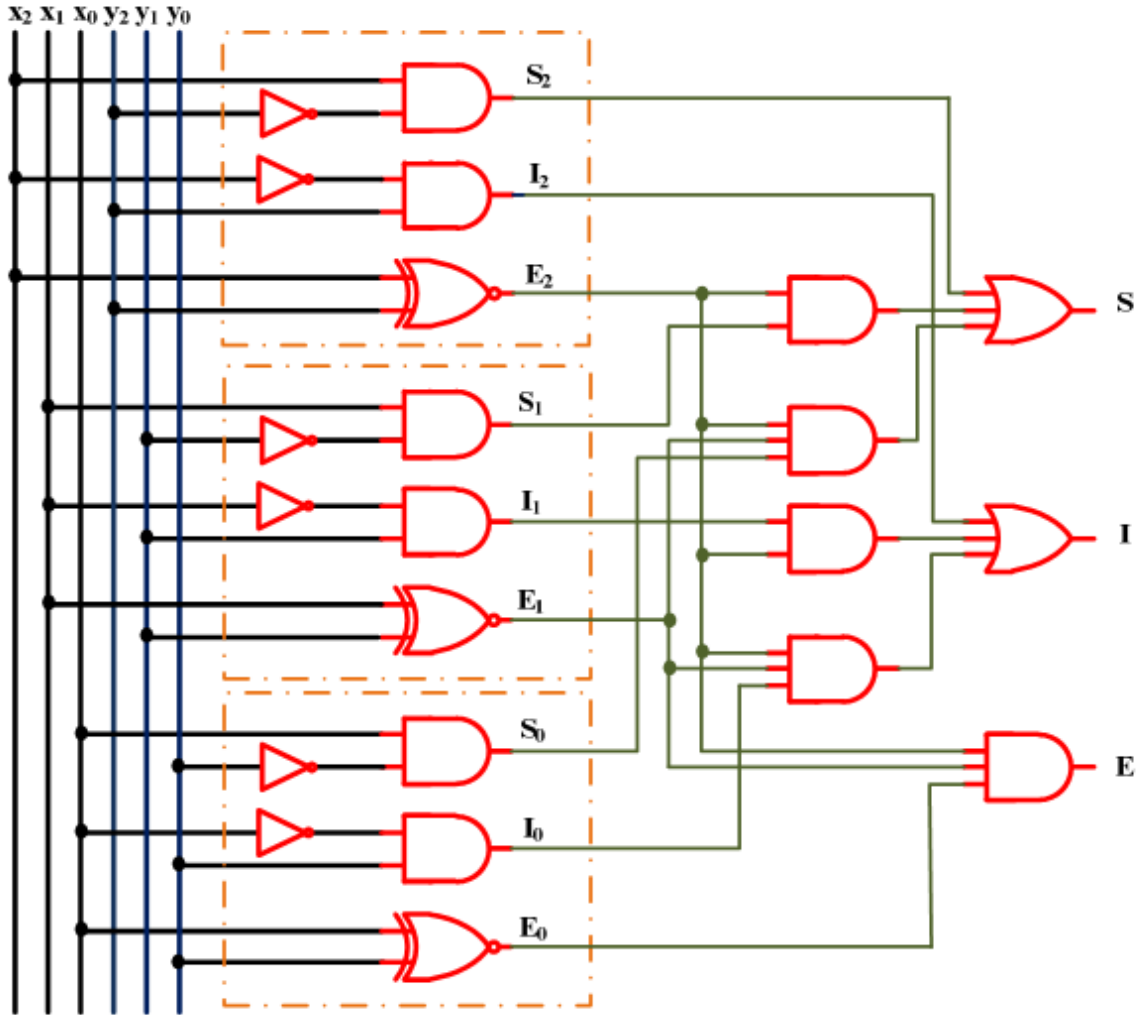 x₂ x₁ x₀ y₂ y₁ y₀
S₂
I₂
E₂
S
S₁
I₁
I
E₁
S₀
E
I₀
E₀